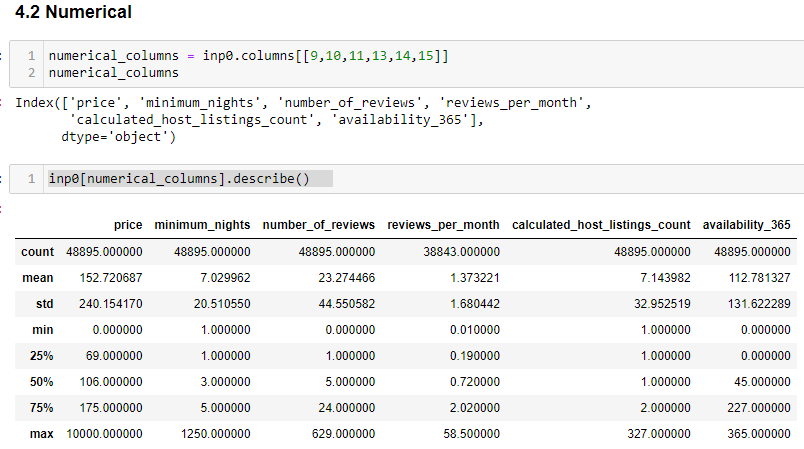 4.2 Numerical
1 numerical_columns = inp0.columns[[9,10,11,13,14,15]]
2 numerical_columns
Index(['price', 'minimum_nights', 'number_of_reviews', 'reviews_per_month',
'calculated_host_listings_count', 'availability_365'],
dtype='object')
1 inp0[numerical_columns].describe()
price minimum_nights number_of_reviews reviews_per_month calculated_host_listings_count availability_365
count 48895.000000 48895.000000 48895.000000 38843.000000 48895.000000 48895.000000
mean 152.720687 7.029962 23.274466 1.373221 7.143982 112.781327
std 240.154170 20.510550 44.550582 1.680442 32.952519 131.622289
min 0.000000 1.000000 0.000000 0.010000 1.000000 0.000000
25% 69.000000 1.000000 1.000000 0.190000 1.000000 0.000000
50% 106.000000 3.000000 5.000000 0.720000 1.000000 45.000000
75% 175.000000 5.000000 24.000000 2.020000 2.000000 227.000000
max 10000.000000 1250.000000 629.000000 58.500000 327.000000 365.000000